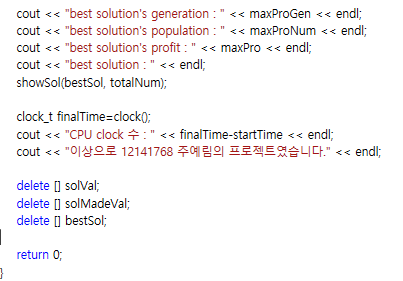 cout << "best solution's generation : " << maxProGen << endl;
cout << "best solution's population : " << maxProNum << endl;
cout << "best solution's profit : " << maxPro << endl;
cout << "best solution : " << endl;
showSol(bestSol, totalNum);
clock_t finalTime=clock();
cout << "CPU clock 수 : " << finalTime-startTime << endl;
cout << "이상으로 12141768 주예림의 프로젝트였습니다." << endl;
delete [] solVal;
delete [] solMadeVal;
delete [] bestSol;
return 0;
}